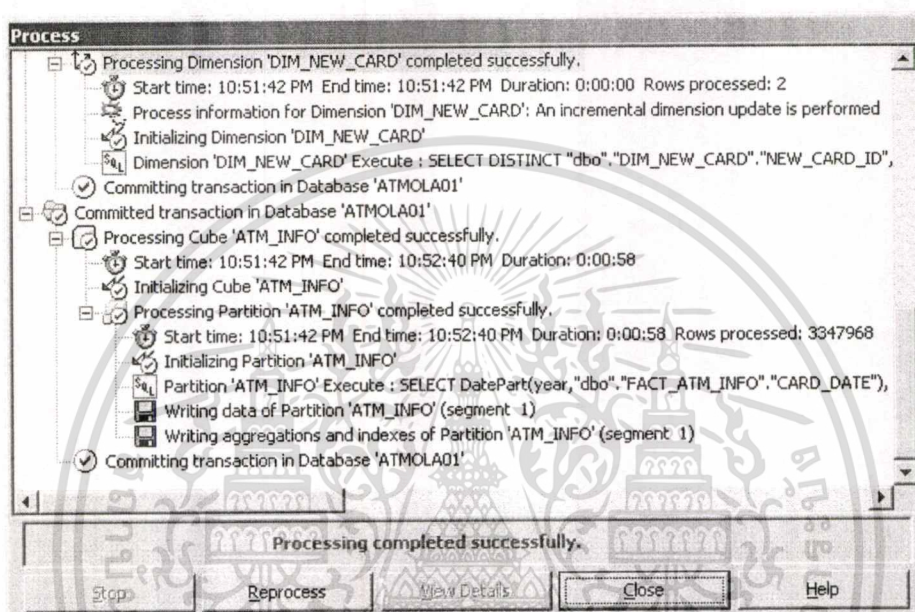 Process
Processing Dimension 'DIM_NEW_CARD' completed successfully.
Start time: 10:51:42 PM End time: 10:51:42 PM Duration: 0:00:00 Rows processed: 2
Process information for Dimension 'DIM_NEW_CARD': An incremental dimension update is performed
Initializing Dimension 'DIM_NEW_CARD'
Dimension 'DIM_NEW_CARD' Execute : SELECT DISTINCT "dbo"."DIM_NEW_CARD"."NEW_CARD_ID",
Committing transaction in Database 'ATMOLA01'
Committed transaction in Database 'ATMOLA01'
Processing Cube 'ATM_INFO' completed successfully.
Start time: 10:51:42 PM End time: 10:52:40 PM Duration: 0:00:58
Initializing Cube 'ATM_INFO'
Processing Partition 'ATM_INFO' completed successfully.
Start time: 10:51:42 PM End time: 10:52:40 PM Duration: 0:00:58 Rows processed: 3347968
Initializing Partition 'ATM_INFO'
Partition 'ATM_INFO' Execute : SELECT DatePart(year,"dbo"."FACT_ATM_INFO"."CARD_DATE"),
Writing data of Partition 'ATM_INFO' (segment 1)
Writing aggregations and indexes of Partition 'ATM_INFO' (segment 1)
Committing transaction in Database 'ATMOLA01'
Processing completed successfully.
Stop Reprocess View Details Close Help